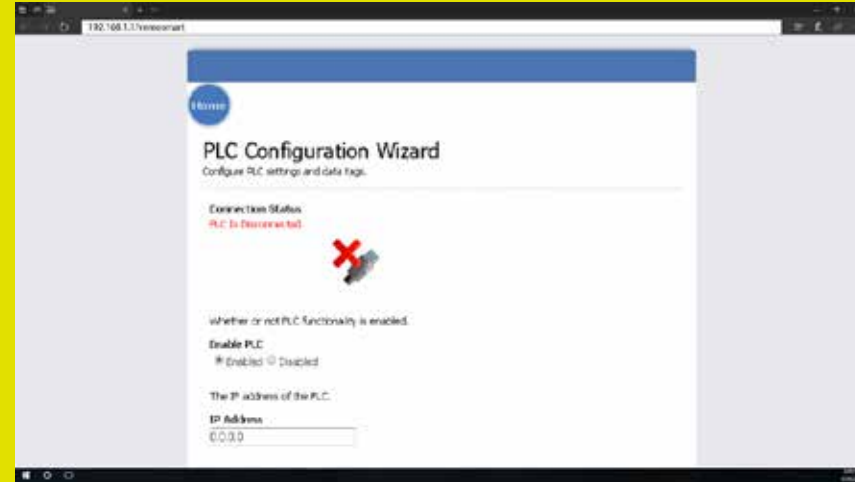 Home
PLC Configuration Wizard
Configure PLC settings and data tags.
Connection Status
PLC Is Disconnected
Whether or not PLC functionality is enabled.
Enable PLC
Enabled Disabled
The IP address of the PLC.
IP Address
0.0.0.0